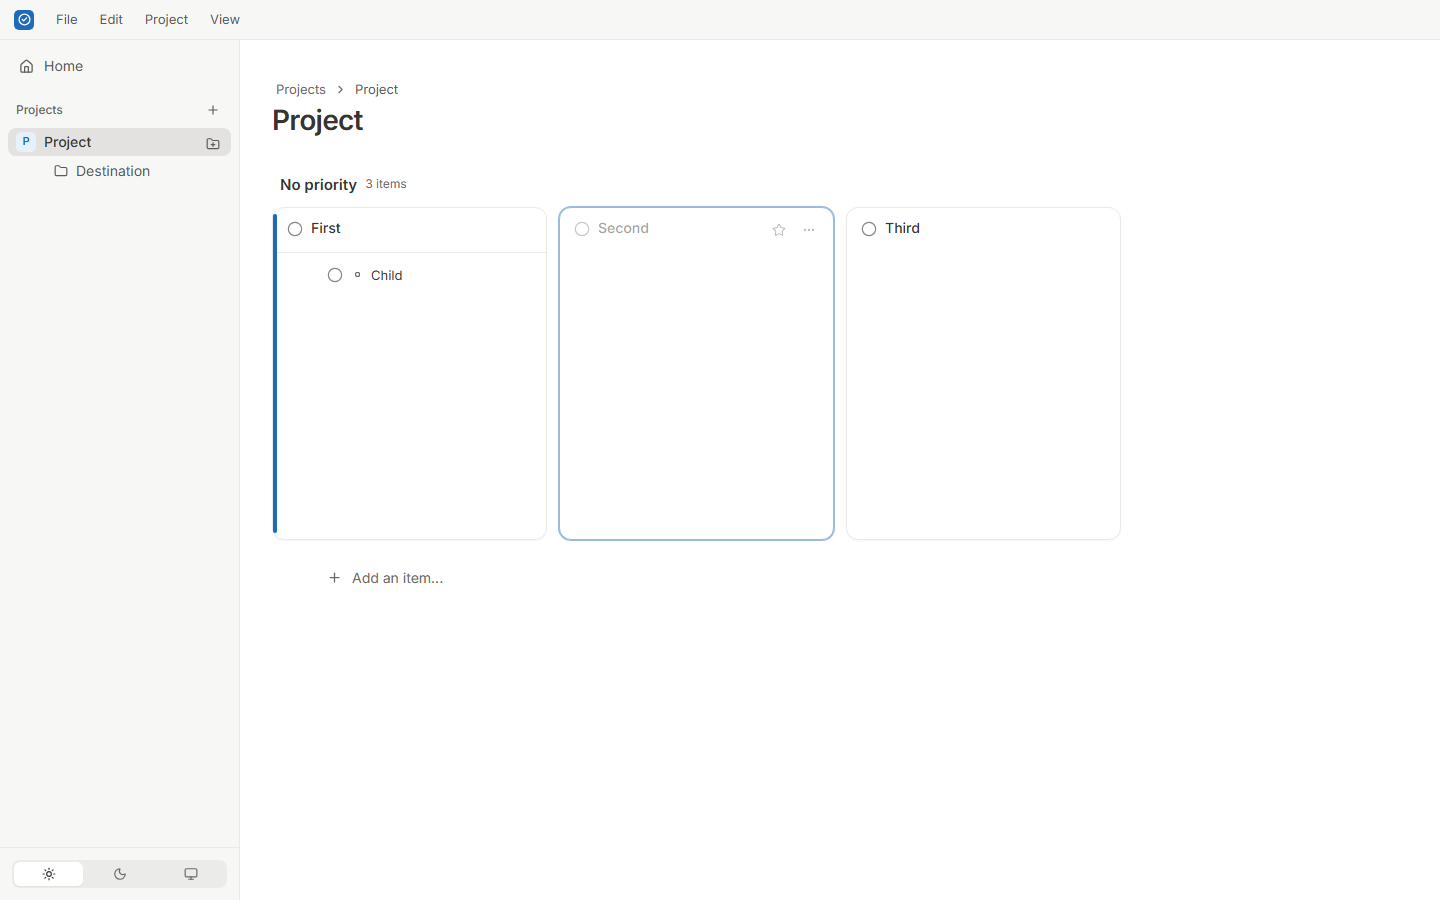 File Edit Project View
Home
Projects
P Project
Destination
Projects > Project
Project
No priority 3 items
First
Child
Second
Third
Add an item...